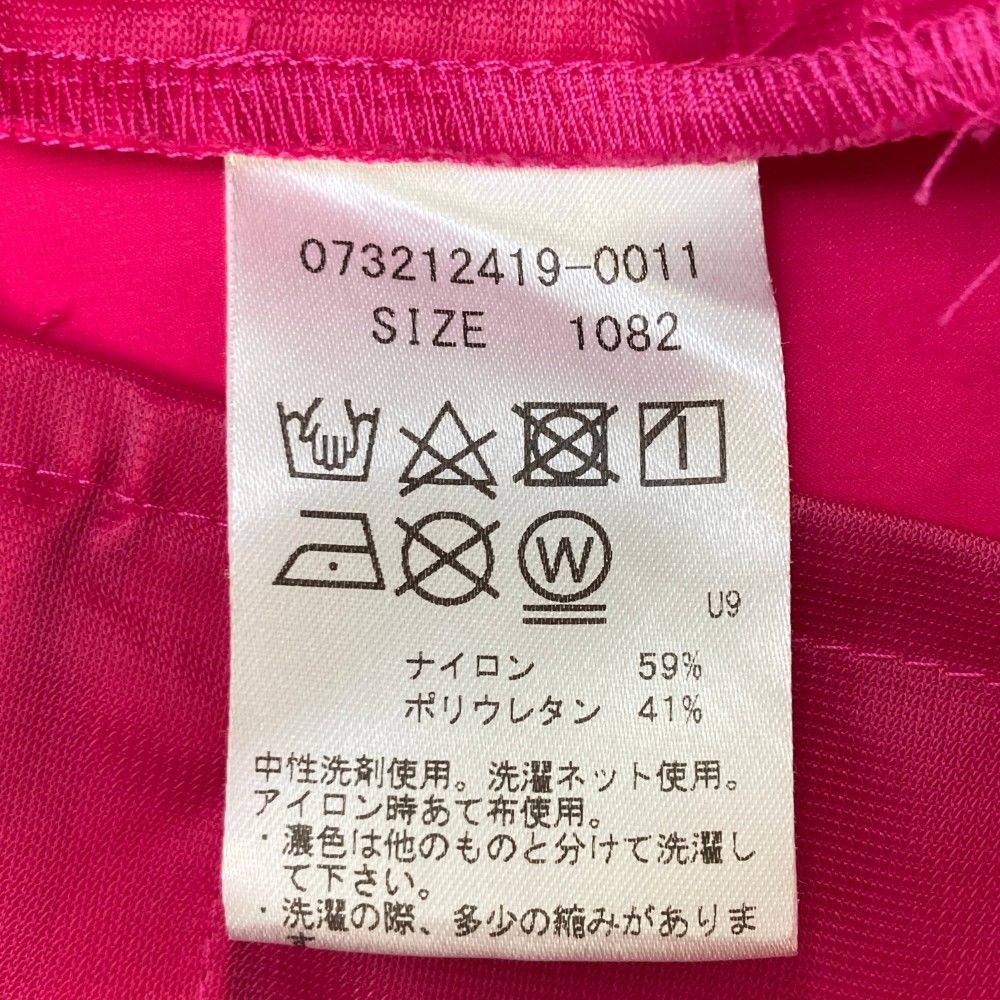 073212419-0011
SIZE 1082
W
U9
ナイロン 59%
ポリウレタン 41%
中性洗剤使用。洗濯ネット使用。
アイロン時あて布使用。
・濃色は他のものと分けて洗濯し
て下さい。
・洗濯の際、多少の縮みがありま
す